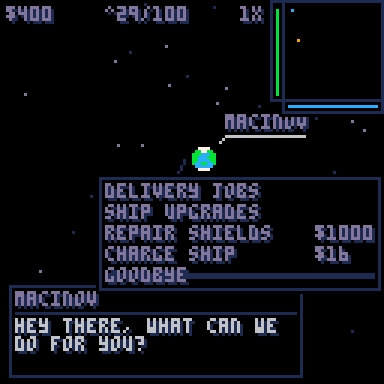 $400 ^29/100 1X
MACINOV
DELIVERY JOBS
SHIP UPGRADES
REPAIR SHIELDS $1000
CHARGE SHIP $16
GOODBYE
MACINOV
HEY THERE. WHAT CAN WE
DO FOR YOU?